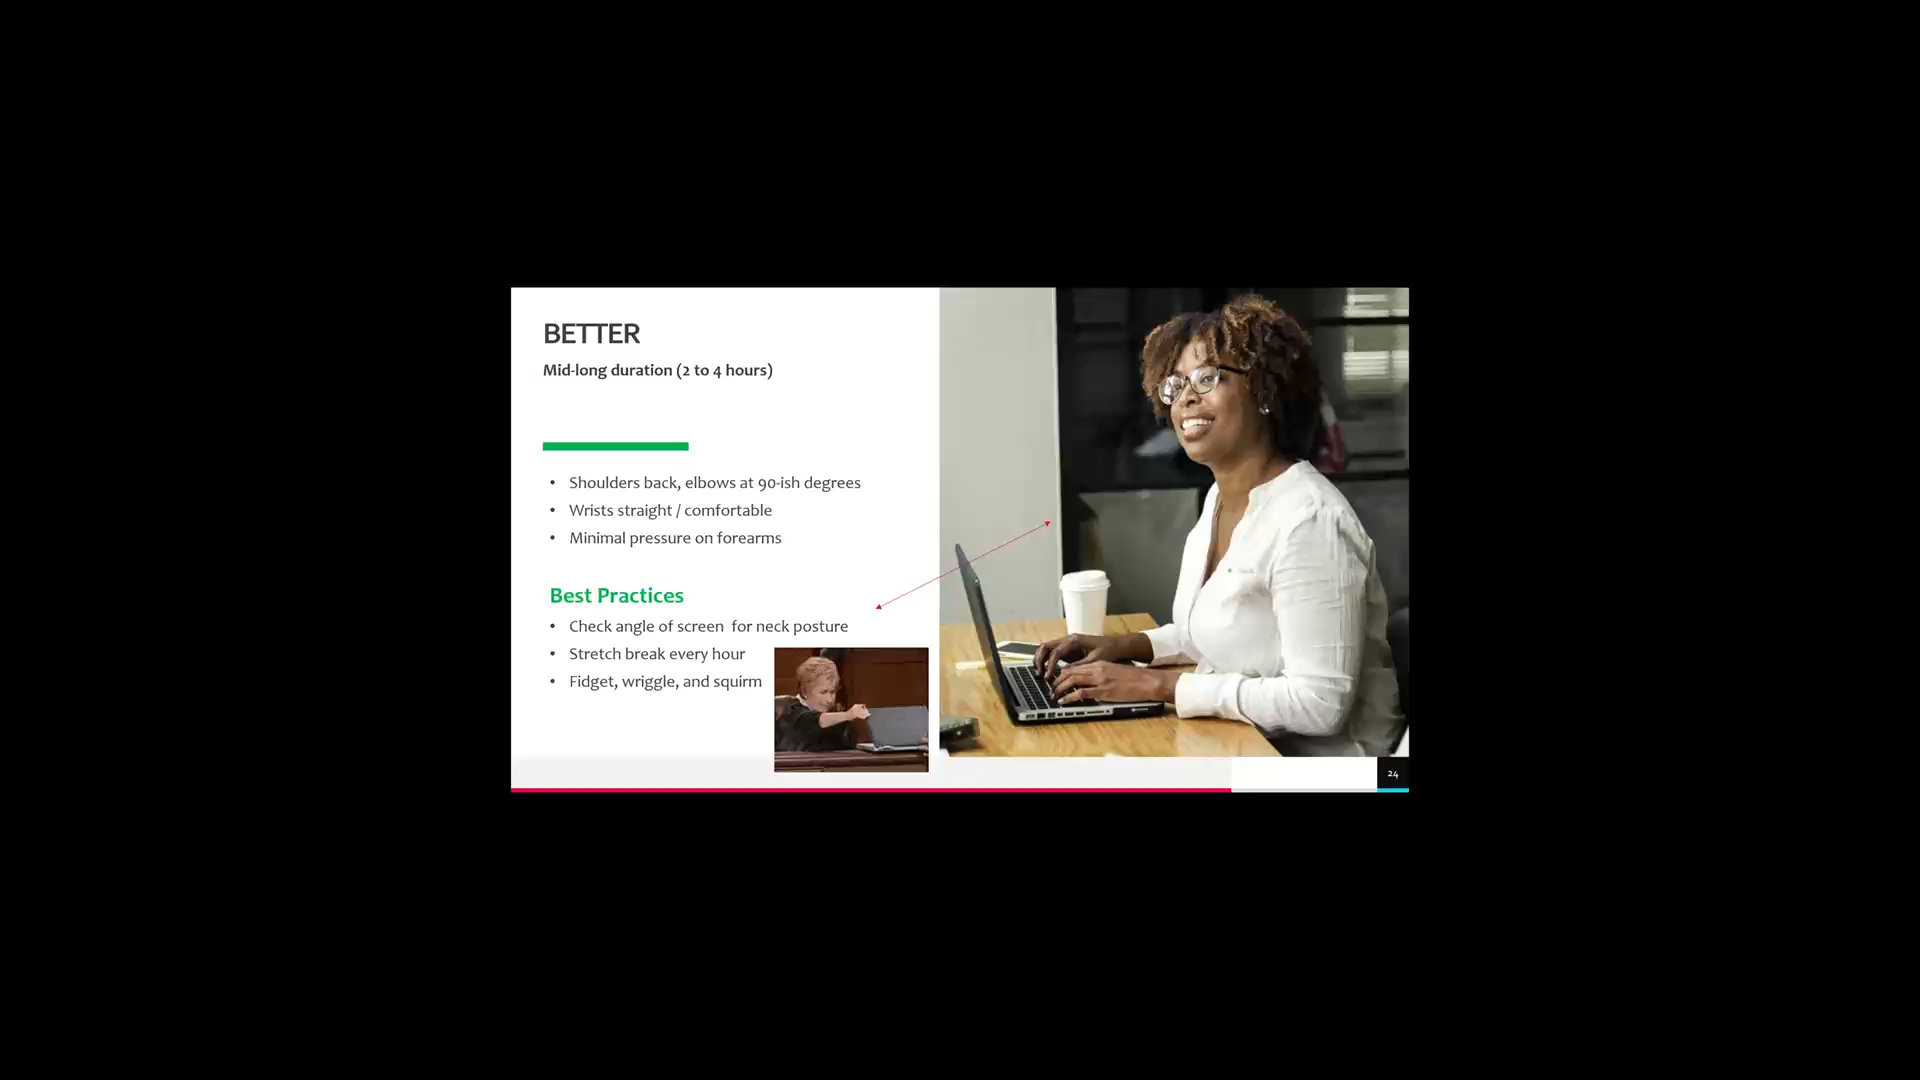 BETTER
Mid-long duration (2 to 4 hours)
• Shoulders back, elbows at 90-ish degrees
• Wrists straight / comfortable
• Minimal pressure on forearms
Best Practices
• Check angle of screen  for neck posture
• Stretch break every hour
• Fidget, wriggle, and squirm
24